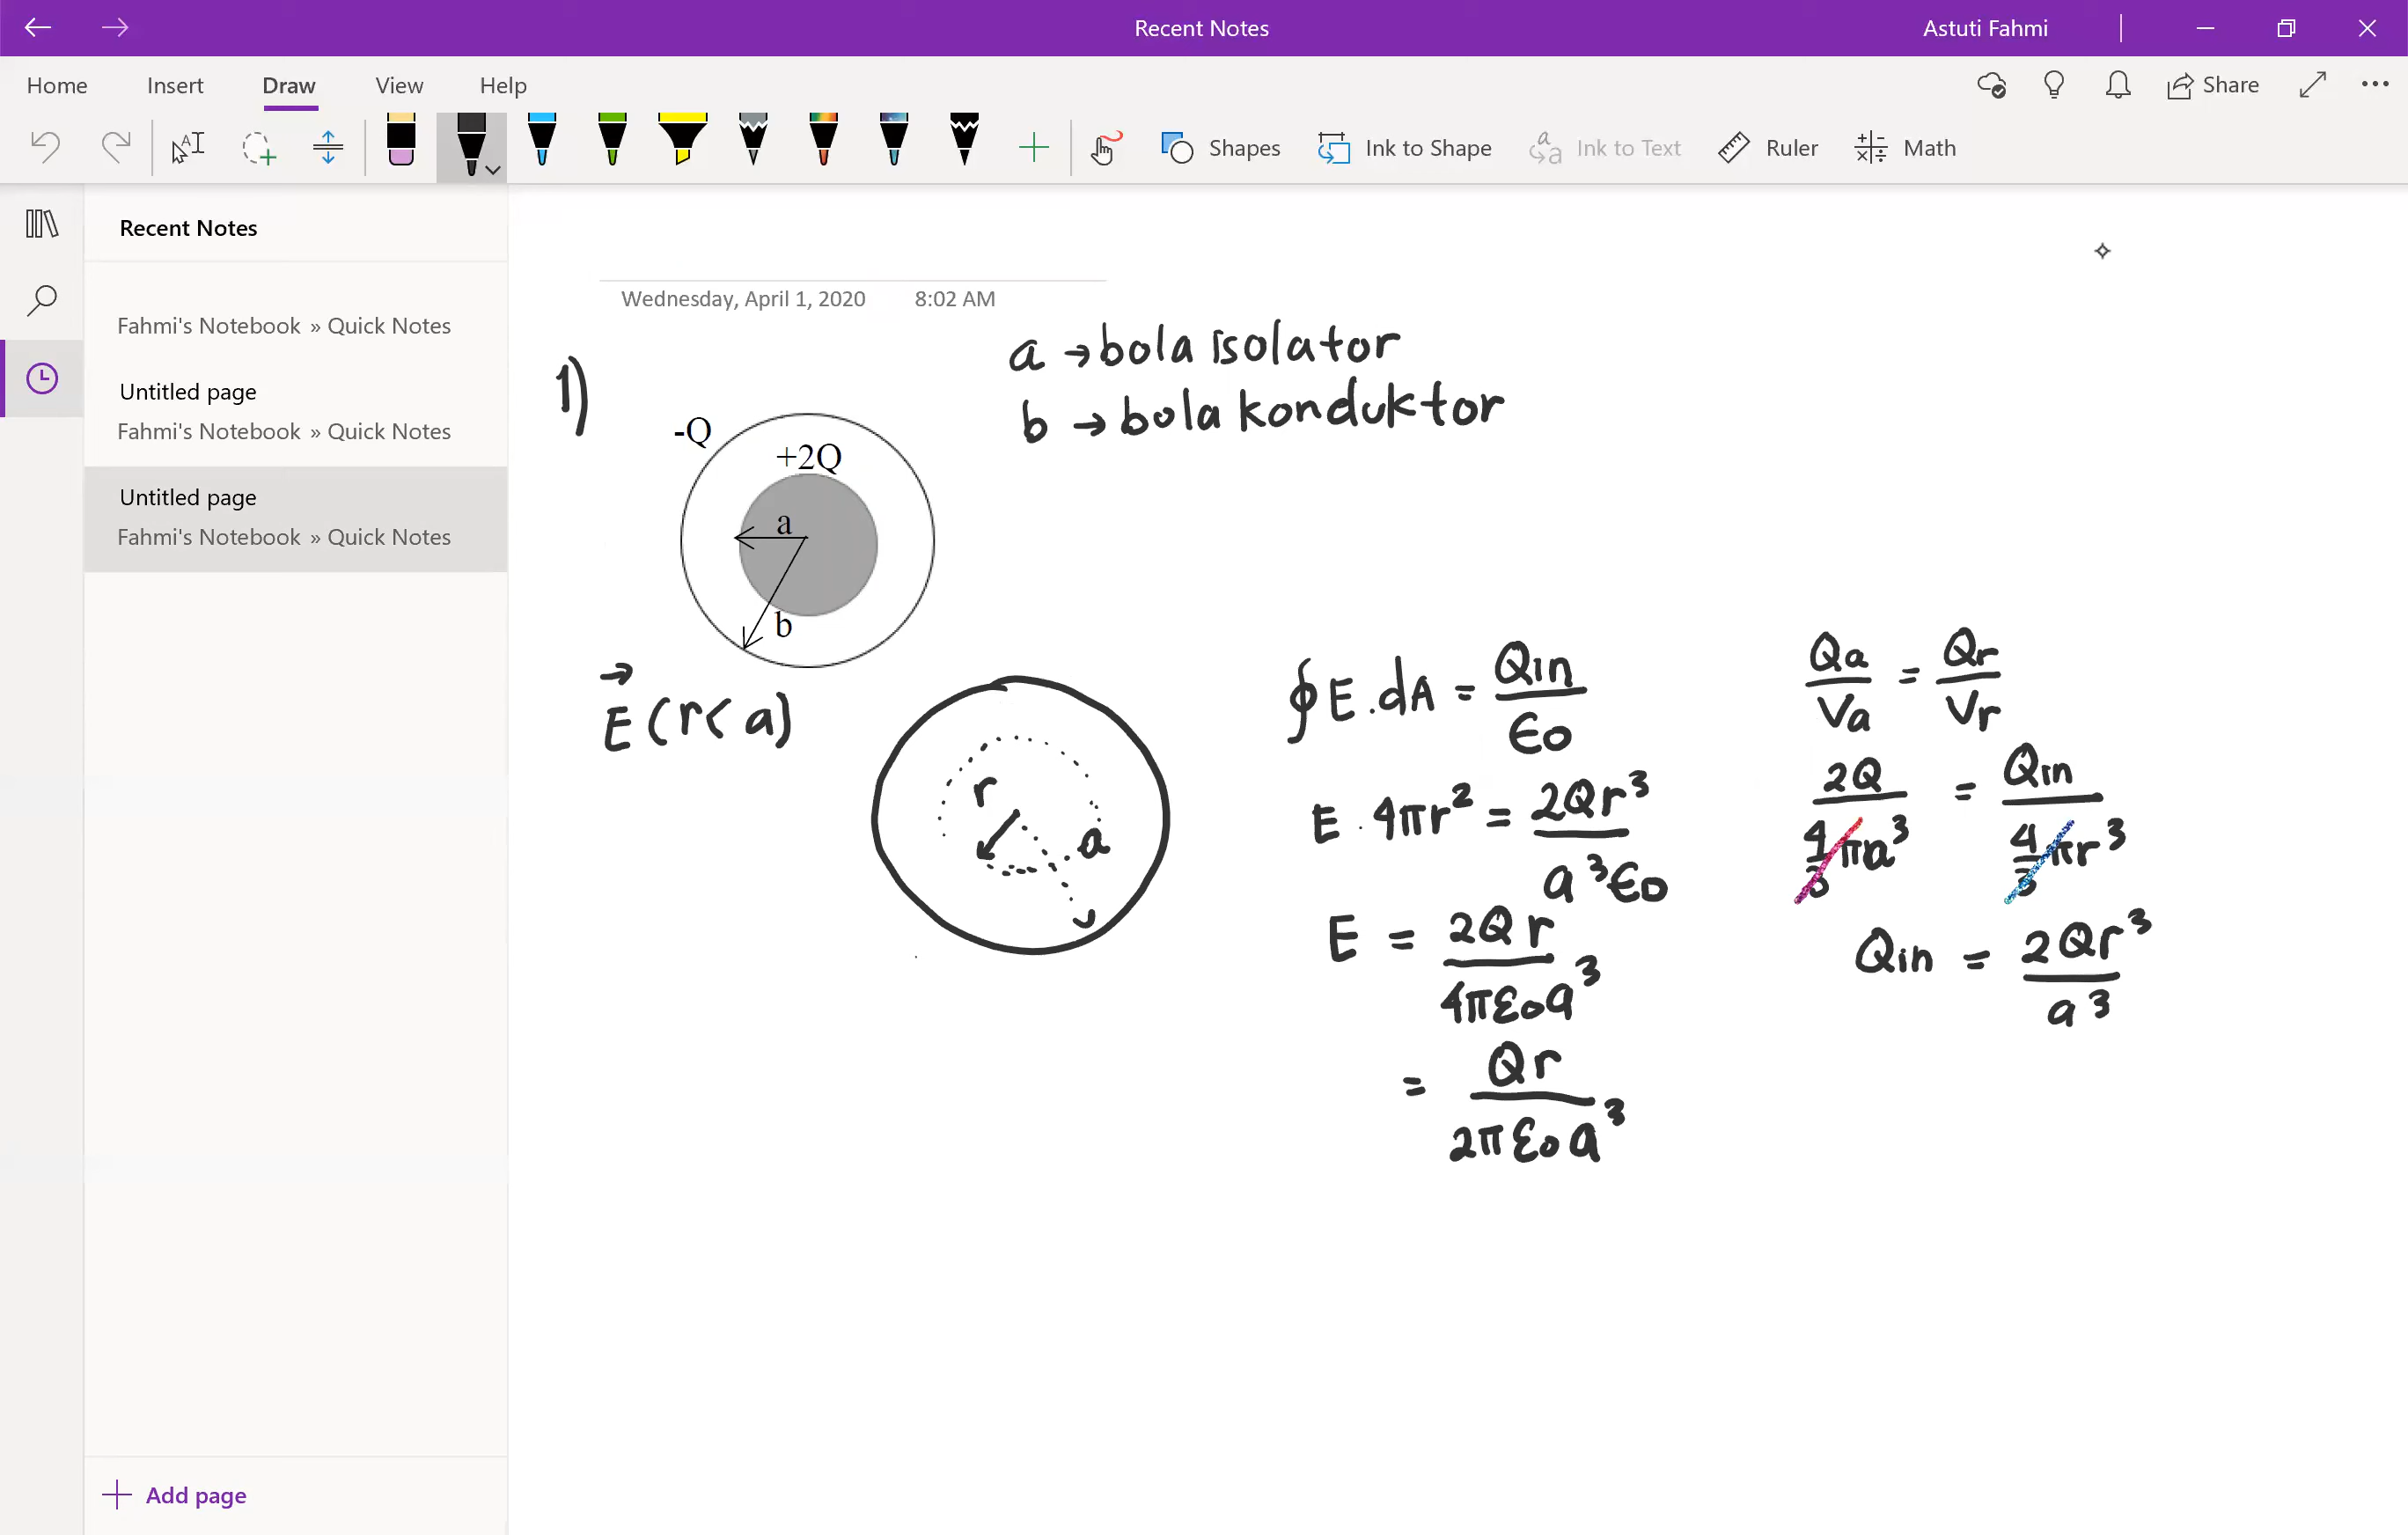 Recent Notes
Astuti Fahmi
Home Insert Draw View Help
Share
Shapes Ink to Shape Ink to Text Ruler Math
Recent Notes
Fahmi's Notebook » Quick Notes
Untitled page
Fahmi's Notebook » Quick Notes
Untitled page
Fahmi's Notebook » Quick Notes
Add page
Wednesday, April 1, 2020 8:02 AM
1)
a → bola isolator
b → bola konduktor
-Q
+2Q
a
b
E⃗ (r < a)
r
a
∮E.dA = Qin/ϵ0
E . 4πr² = 2Qr³/a³ϵ0
E = 2Qr/4πε0a³
= Qr/2πε0a³
Qa/Va = Qr/Vr
2Q/(4/3 πa³) = Qin/(4/3 πr³)
Qin = 2Qr³/a³